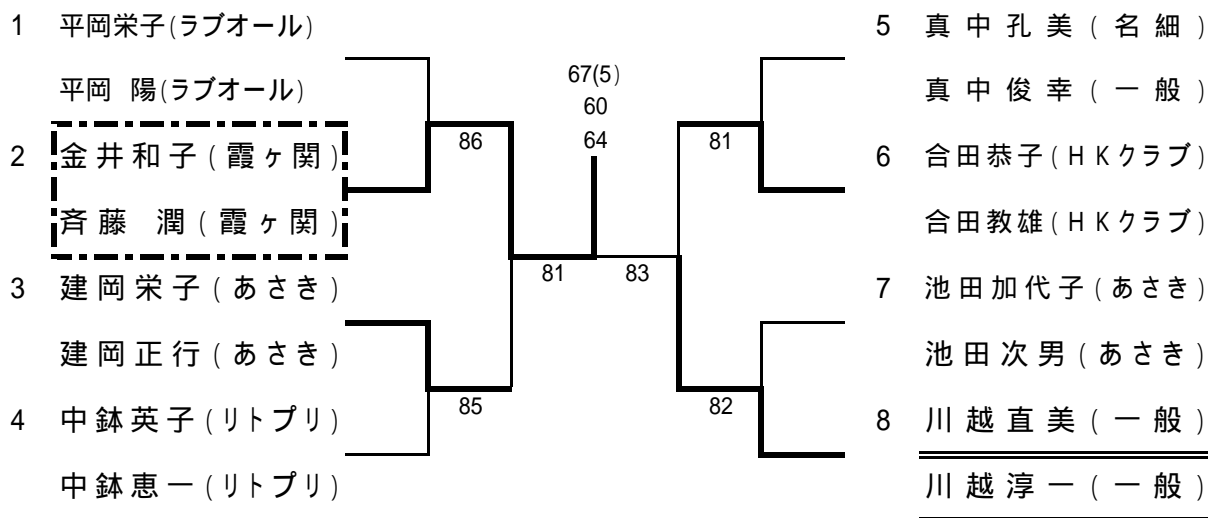 1 平岡栄子(ラブオール)
平岡 陽(ラブオール)
2 金井和子(霞ヶ関)
斉藤 潤(霞ヶ関)
3 建岡栄子(あさき)
建岡正行(あさき)
4 中鉢英子(リトプリ)
中鉢恵一(リトプリ)
86
85
81
67(5)
60
64
83
81
82
5 真中孔美(名細)
真中俊幸(一般)
6 合田恭子(HKクラブ)
合田教雄(HKクラブ)
7 池田加代子(あさき)
池田次男(あさき)
8 川越直美(一般)
川越淳一(一般)